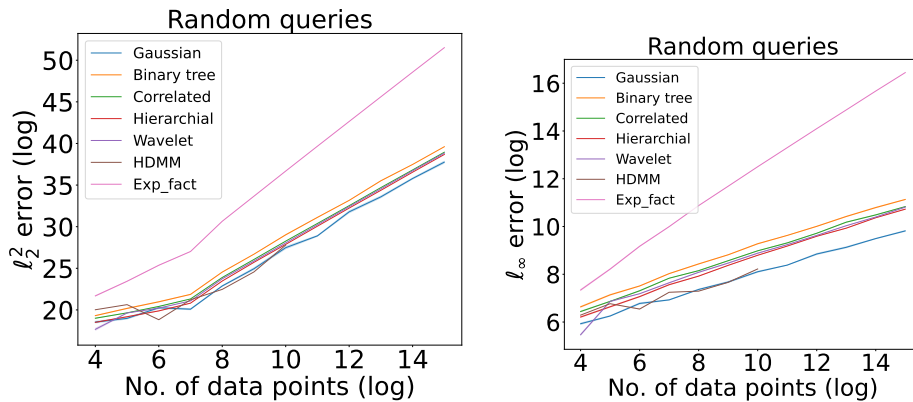 Random queries
ℓ₂² error (log)
50
45
40
35
30
25
20
Gaussian
Binary tree
Correlated
Hierarchial
Wavelet
HDMM
Exp_fact
4 6 8 10 12 14
No. of data points (log)
Random queries
ℓ∞ error (log)
16
14
12
10
8
6
Gaussian
Binary tree
Correlated
Hierarchial
Wavelet
HDMM
Exp_fact
4 6 8 10 12 14
No. of data points (log)